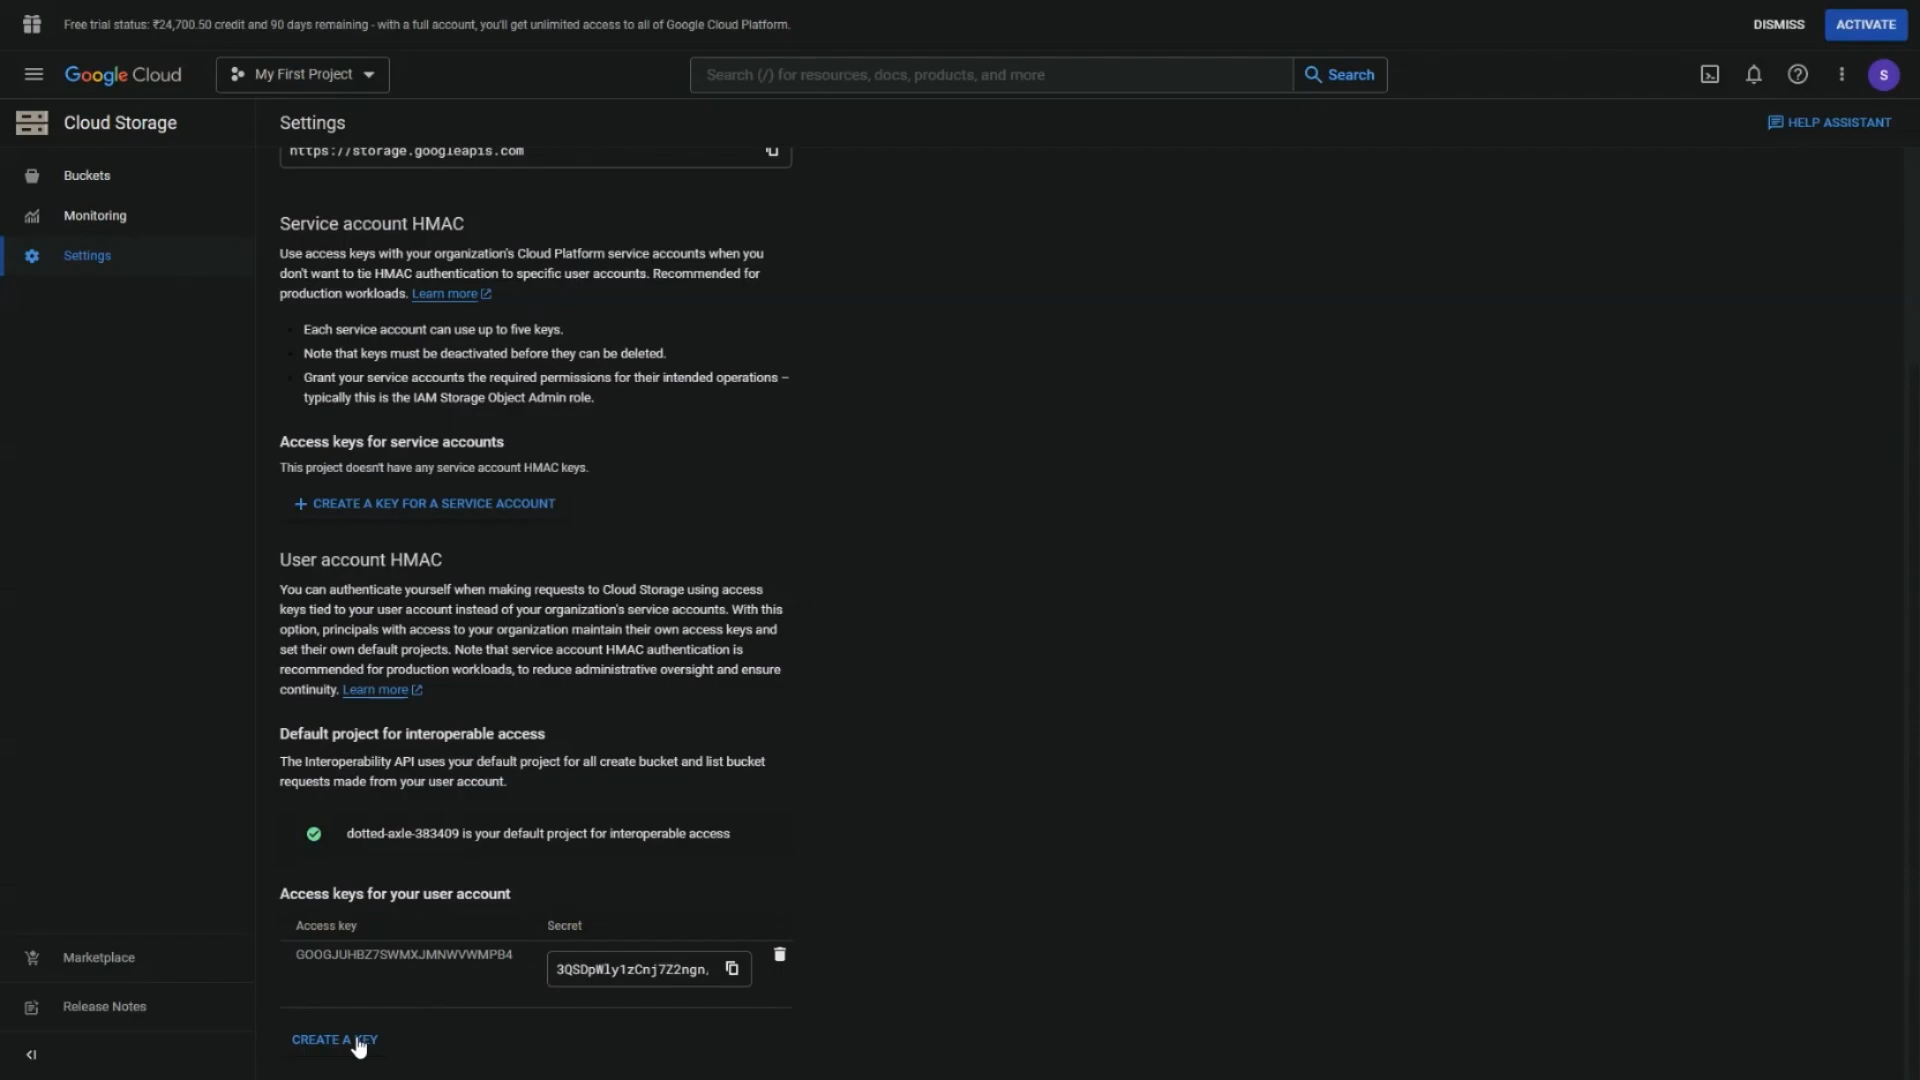 Free trial status: ₹24,700.50 credit and 90 days remaining - with a full account, you'll get unlimited access to all of Google Cloud Platform.
DISMISS
ACTIVATE
Google Cloud
My First Project
Search (/) for resources, docs, products, and more
Search
S
Cloud Storage
Settings
HELP ASSISTANT
https://storage.googleapis.com
Buckets
Monitoring
Settings
Service account HMAC
Use access keys with your organization's Cloud Platform service accounts when you
don't want to tie HMAC authentication to specific user accounts. Recommended for
production workloads. Learn more
Each service account can use up to five keys.
Note that keys must be deactivated before they can be deleted.
Grant your service accounts the required permissions for their intended operations –
typically this is the IAM Storage Object Admin role.
Access keys for service accounts
This project doesn't have any service account HMAC keys.
+ CREATE A KEY FOR A SERVICE ACCOUNT
User account HMAC
You can authenticate yourself when making requests to Cloud Storage using access
keys tied to your user account instead of your organization's service accounts. With this
option, principals with access to your organization maintain their own access keys and
set their own default projects. Note that service account HMAC authentication is
recommended for production workloads, to reduce administrative oversight and ensure
continuity. Learn more
Default project for interoperable access
The Interoperability API uses your default project for all create bucket and list bucket
requests made from your user account.
dotted-axle-383409 is your default project for interoperable access
Access keys for your user account
Access key
Secret
GOOGJUHBZ7SWMXJMNWVWMPB4
3QSDpWly1zCnj7Z2ngn,
CREATE A KEY
Marketplace
Release Notes